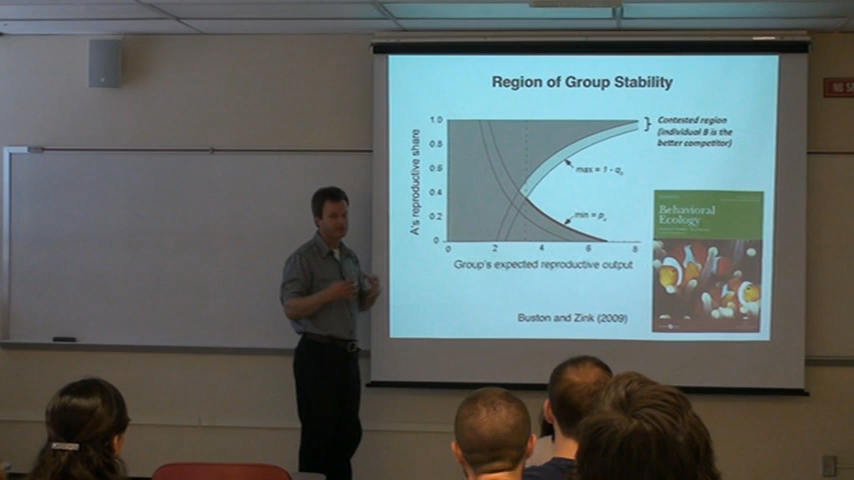 Region of Group Stability
A's reproductive share
1.0
0.8
0.6
0.4
0.2
0
0 2 4 6 8
Group's expected reproductive output
Contested region
(individual B is the
better competitor)
max = 1 -
min =
Buston and Zink (2009)
Behavioral
Ecology
NO